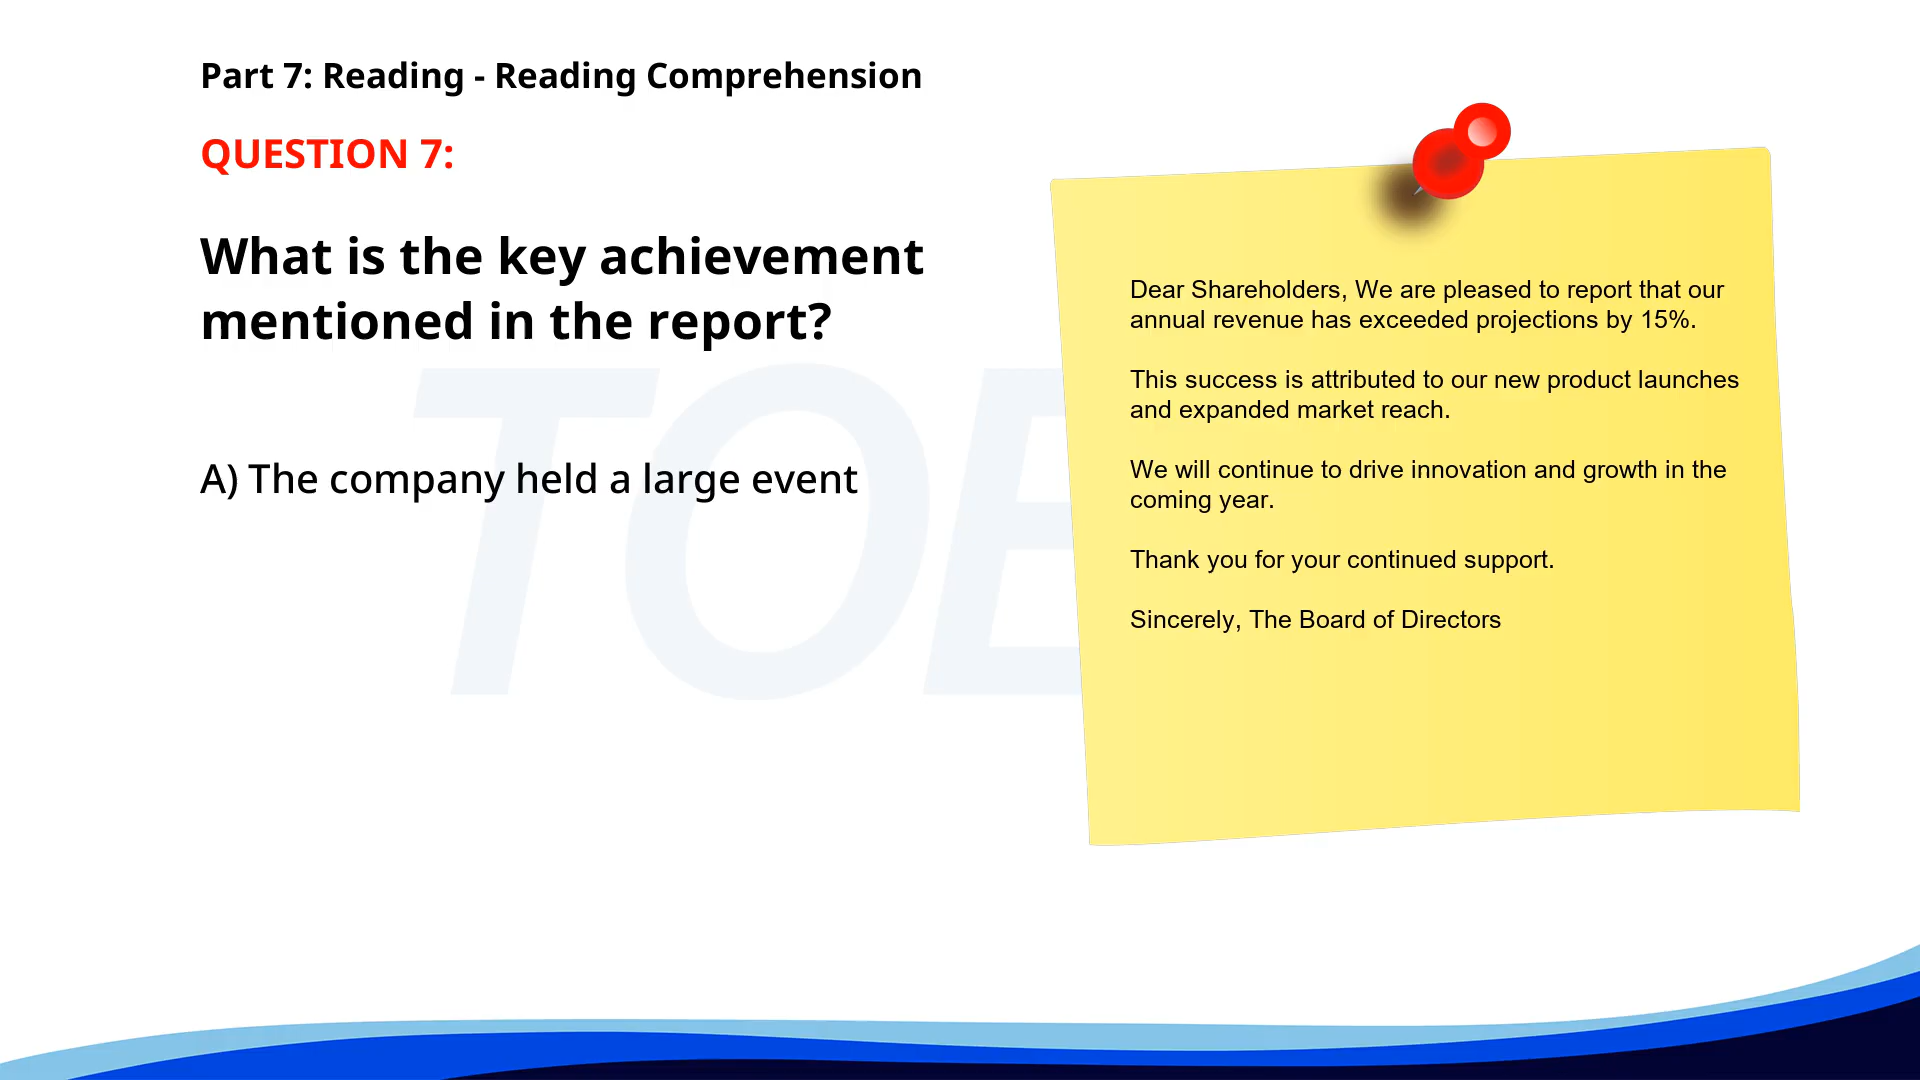 Part 7: Reading - Reading Comprehension
QUESTION 7:
What is the key achievement
mentioned in the report?
A) The company held a large event
TOE
Dear Shareholders, We are pleased to report that our
annual revenue has exceeded projections by 15%.
This success is attributed to our new product launches
and expanded market reach.
We will continue to drive innovation and growth in the
coming year.
Thank you for your continued support.
Sincerely, The Board of Directors